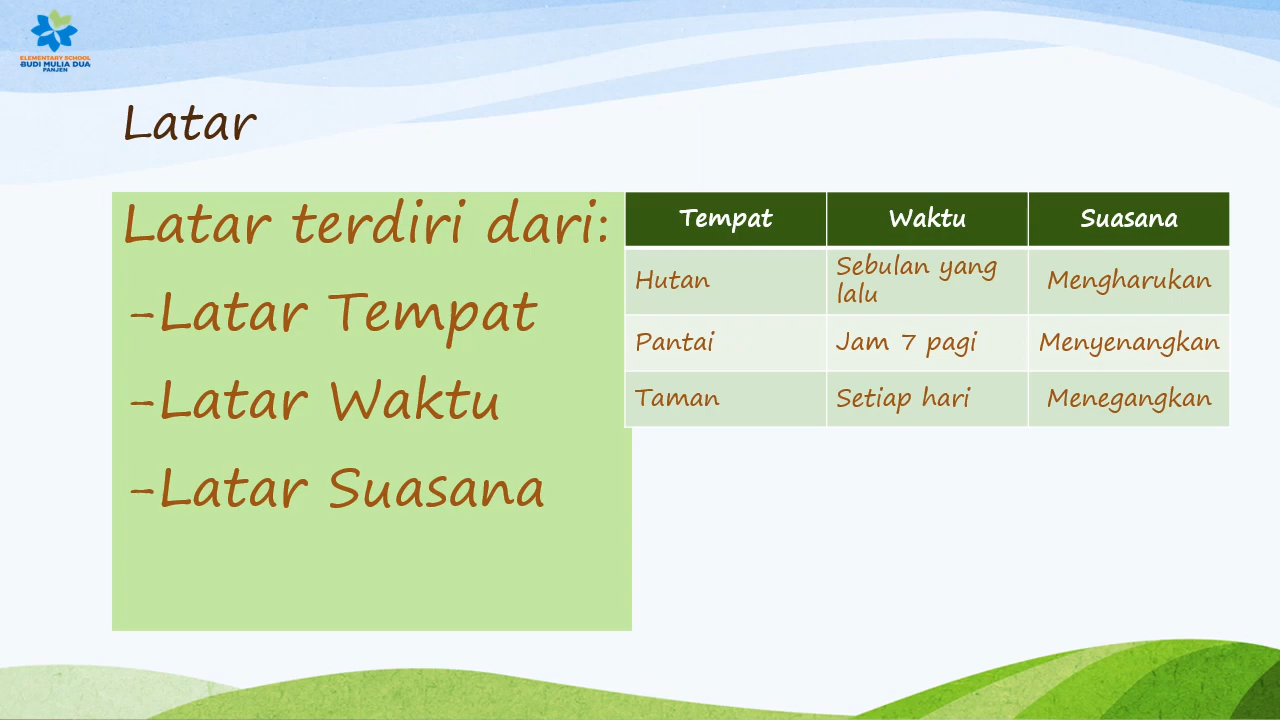 ELEMENTARY SCHOOL
BUDI MULIA DUA
PANJEN
Latar
Latar terdiri dari:
-Latar Tempat
-Latar Waktu
-Latar Suasana
Tempat Waktu Suasana
Hutan Sebulan yang lalu Mengharukan
Pantai Jam 7 pagi Menyenangkan
Taman Setiap hari Menegangkan